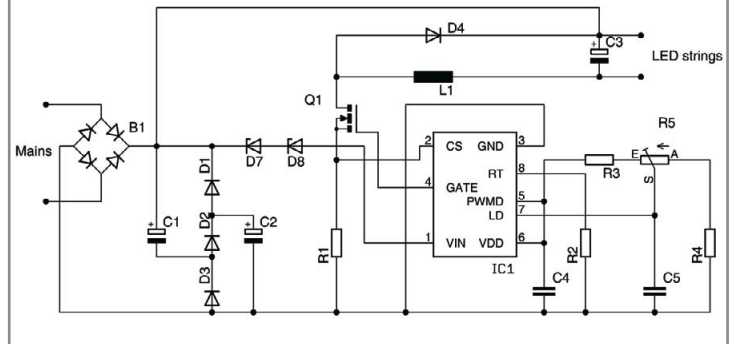 D4
C3
LED strings
L1
Q1
B1
Mains
D7
D8
D1
D2
D3
C1
C2
R1
2
CS
GND
3
RT
8
4
GATE
PWMD
5
LD
7
1
VIN
VDD
6
IC1
R5
E
A
S
R3
R2
R4
C4
C5
+
+
+